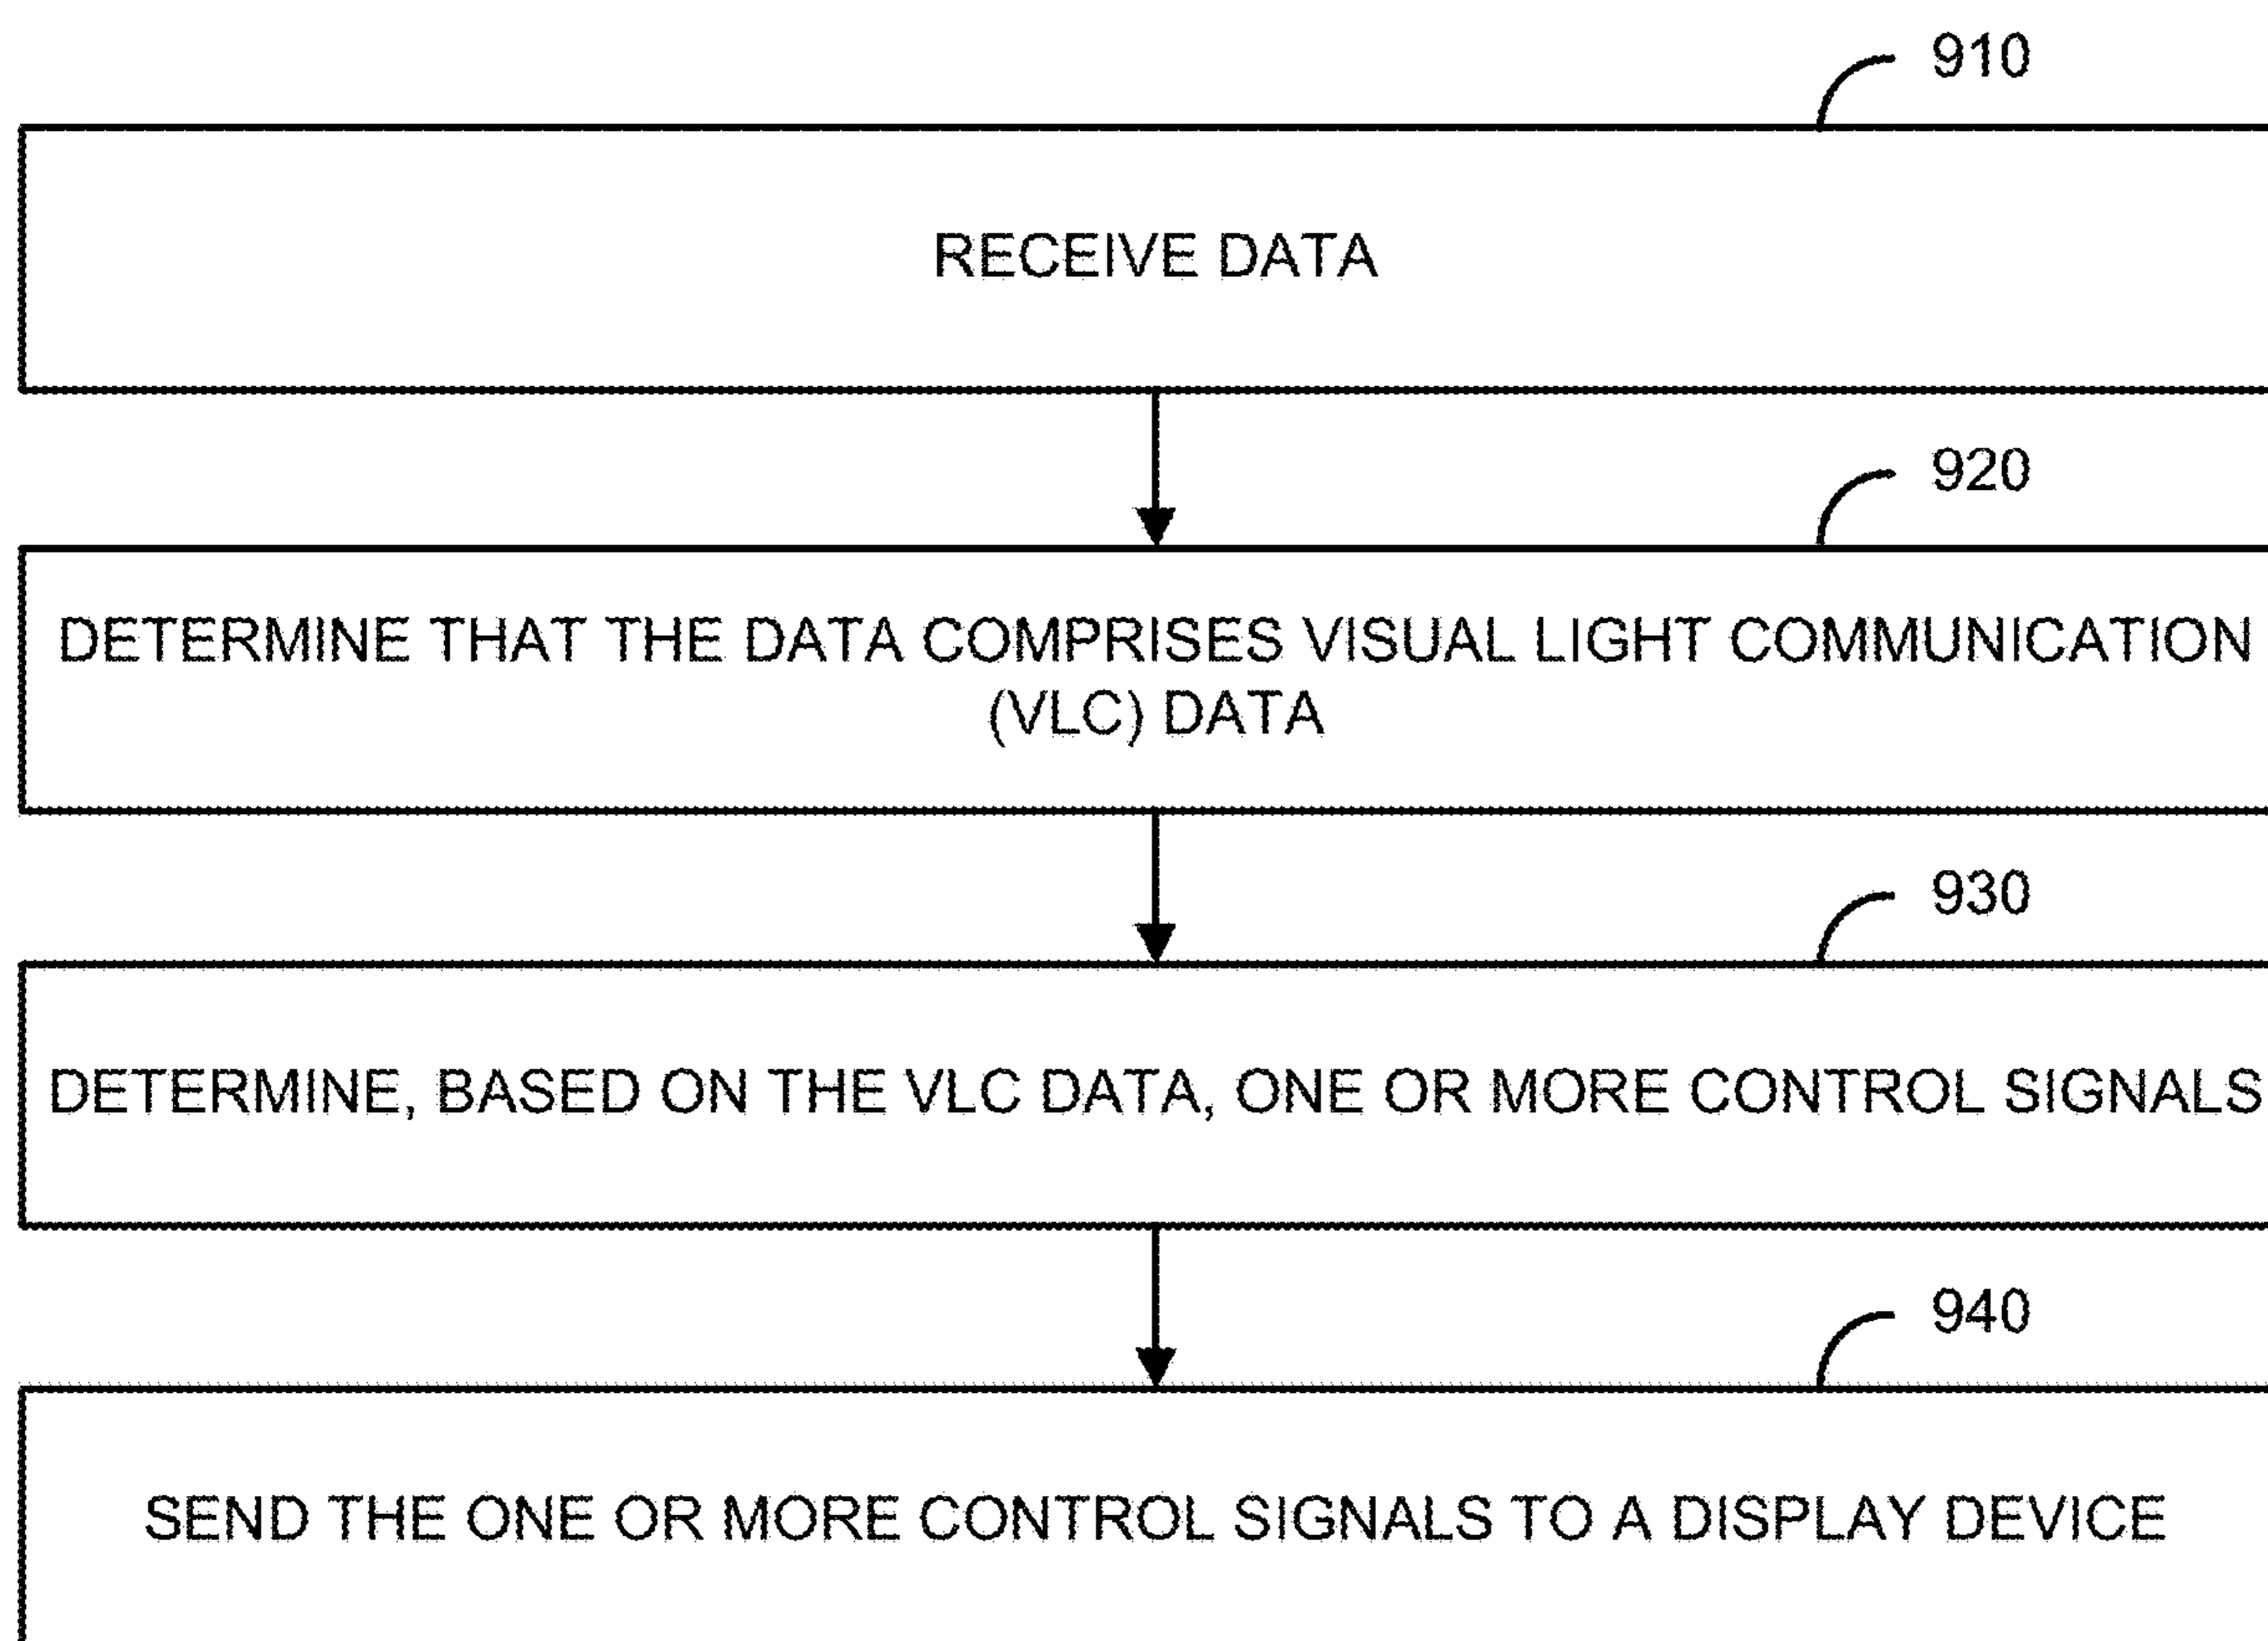 910
RECEIVE DATA
920
DETERMINE THAT THE DATA COMPRISES VISUAL LIGHT COMMUNICATION
(VLC) DATA
930
DETERMINE, BASED ON THE VLC DATA, ONE OR MORE CONTROL SIGNALS
940
SEND THE ONE OR MORE CONTROL SIGNALS TO A DISPLAY DEVICE